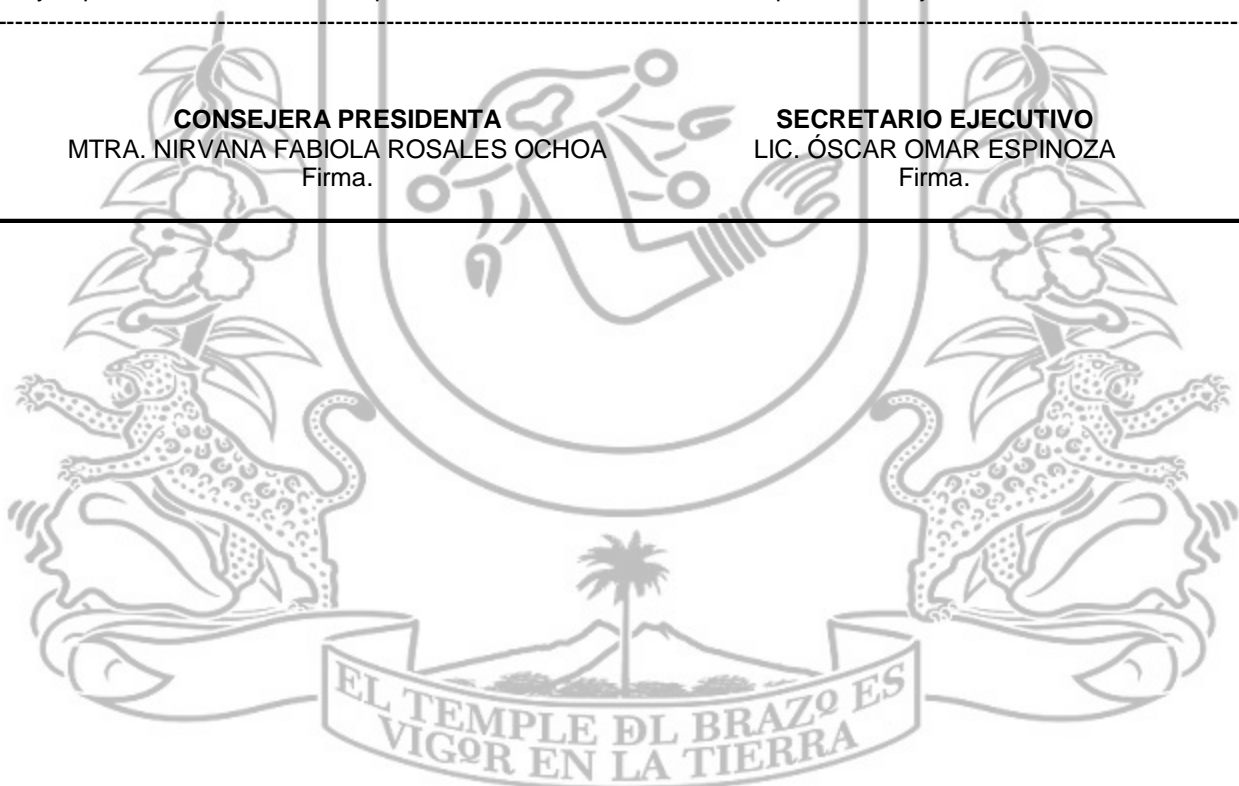 CONSEJERA PRESIDENTA
MTRA. NIRVANA FABIOLA ROSALES OCHOA
Firma.
SECRETARIO EJECUTIVO
LIC. ÓSCAR OMAR ESPINOZA
Firma.
EL TEMPLE DL BRAZO ES
VIGOR EN LA TIERRA